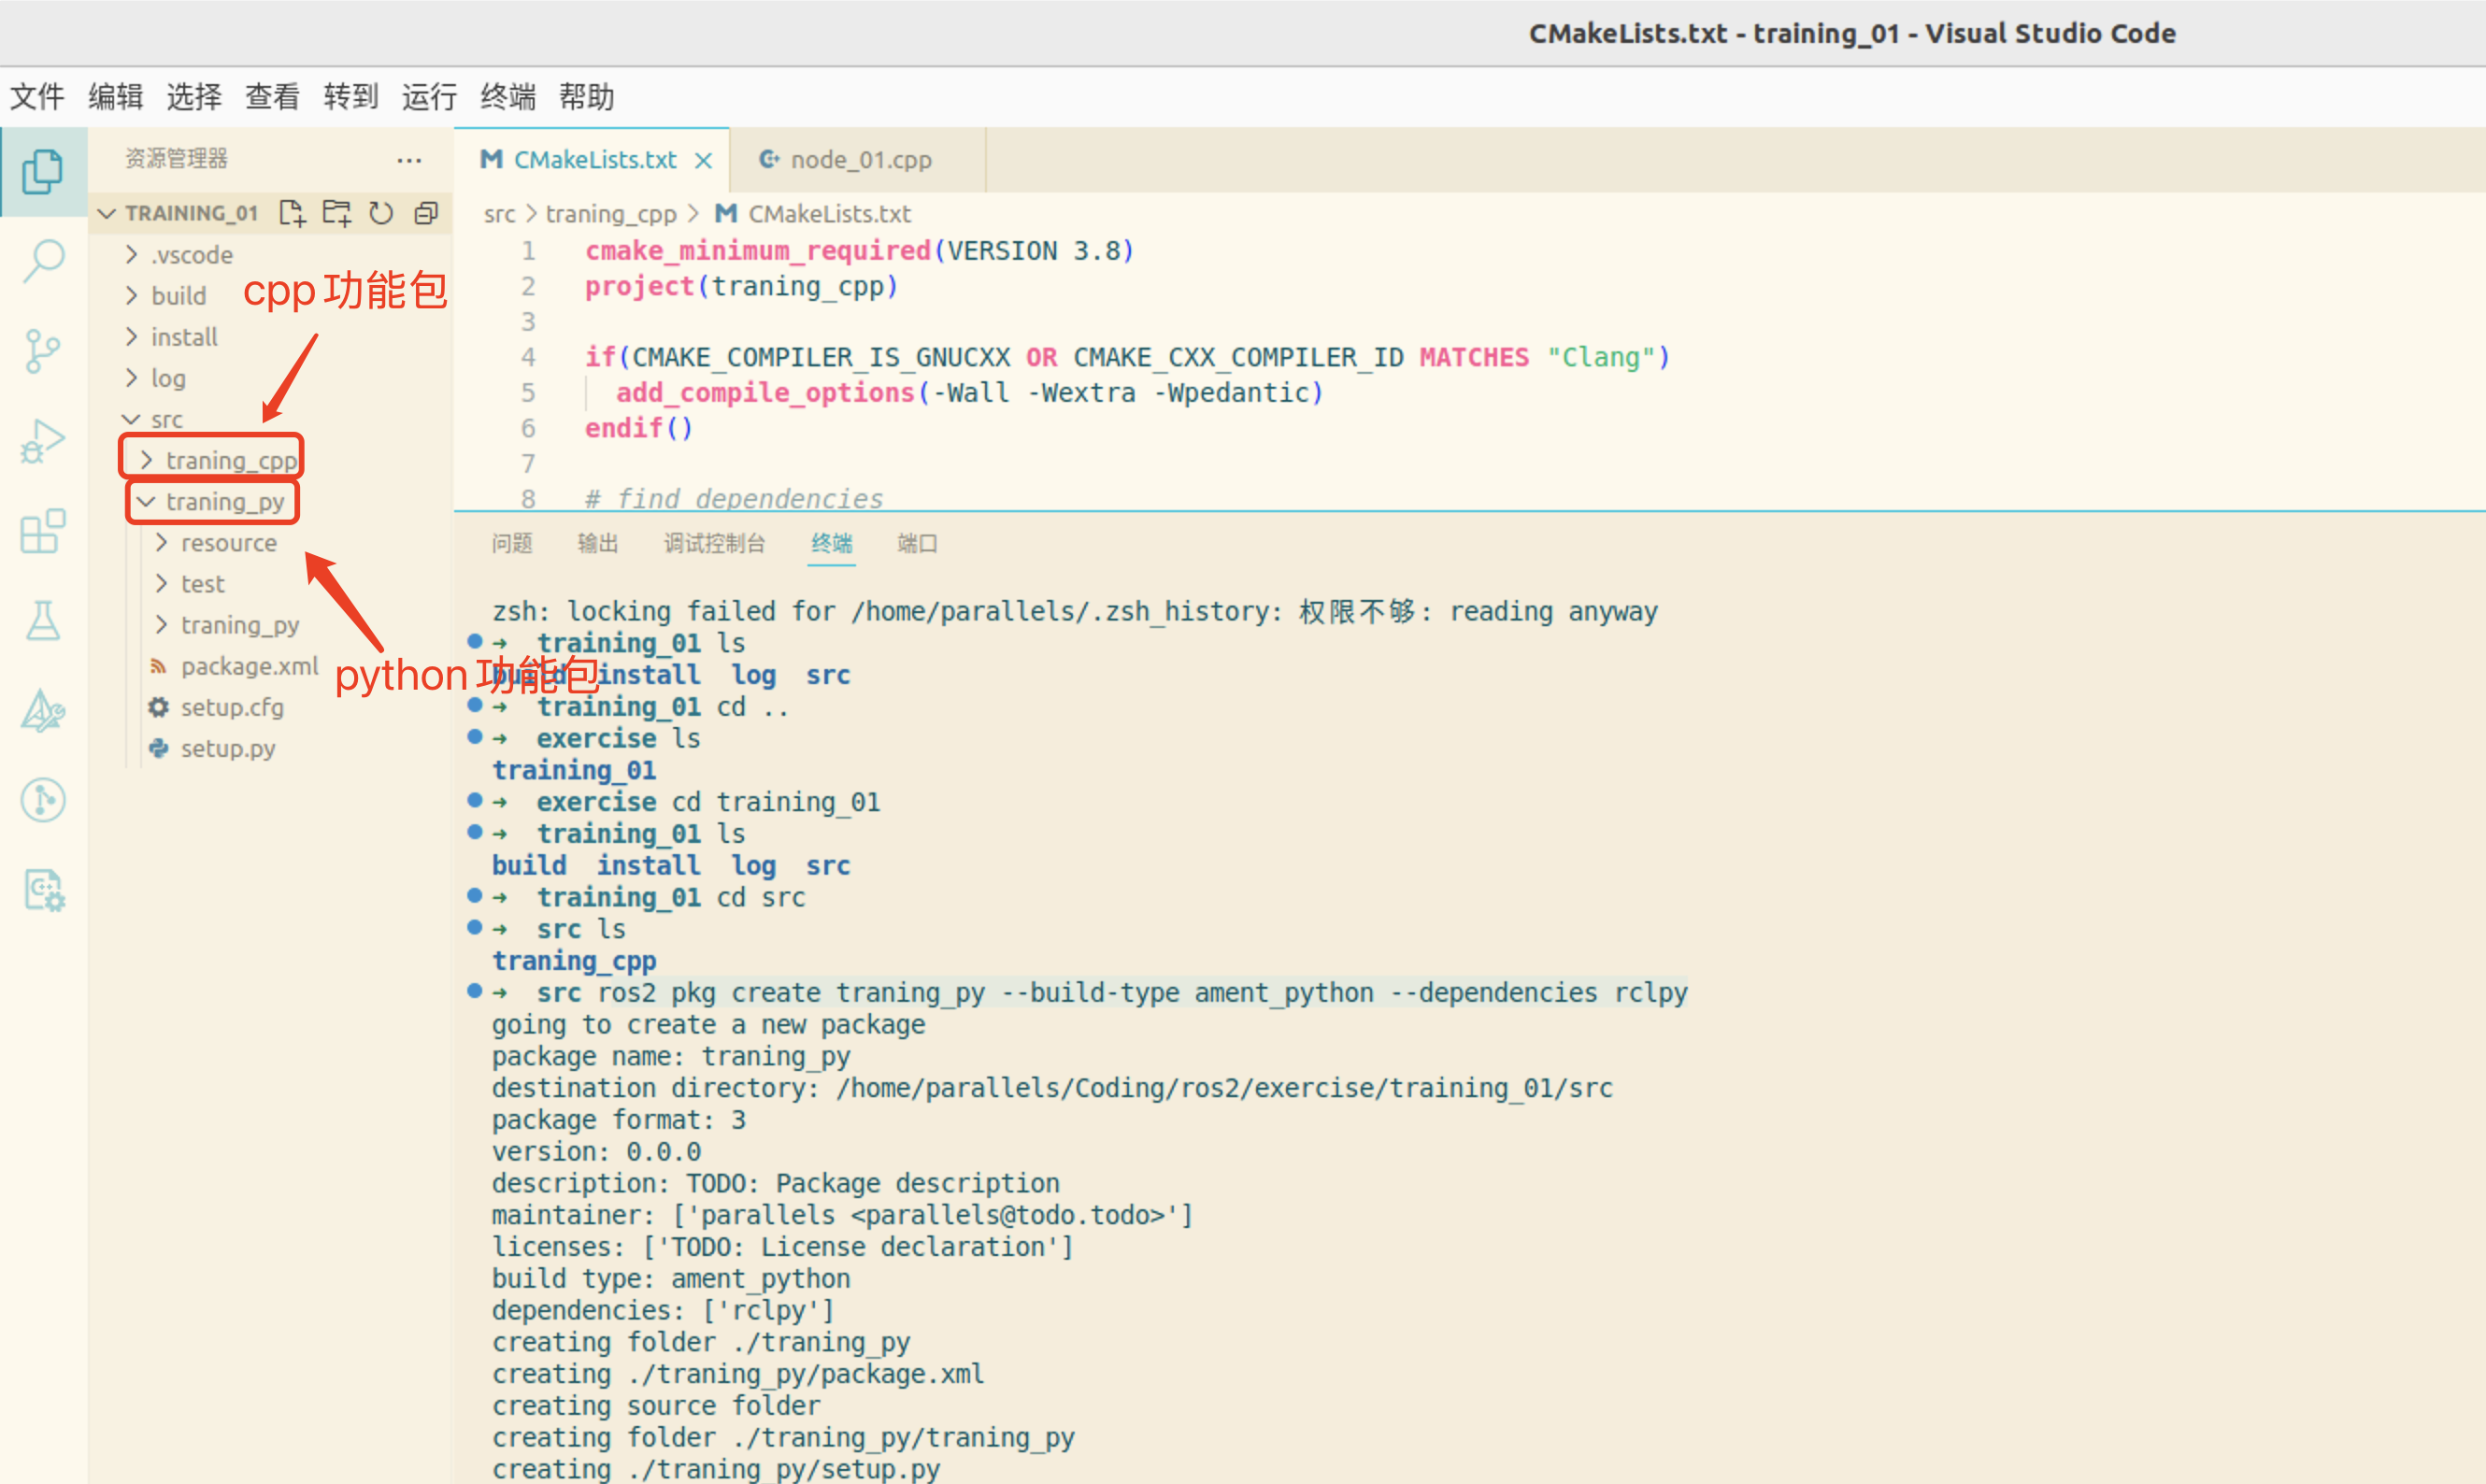 CMakeLists.txt - training_01 - Visual Studio Code
文件 编辑 选择 查看 转到 运行 终端 帮助
资源管理器 ...
TRAINING_01
.vscode
build
cpp功能包
install
log
src
traning_cpp
traning_py
resource
test
traning_py
package.xml
python功能包
setup.cfg
setup.py
CMakeLists.txt node_01.cpp
src > traning_cpp > CMakeLists.txt
1 cmake_minimum_required(VERSION 3.8)
2 project(traning_cpp)
3
4 if(CMAKE_COMPILER_IS_GNUCXX OR CMAKE_CXX_COMPILER_ID MATCHES "Clang")
5 add_compile_options(-Wall -Wextra -Wpedantic)
6 endif()
7
8 # find dependencies
问题 输出 调试控制台 终端 端口
zsh: locking failed for /home/parallels/.zsh_history: 权限不够: reading anyway
➜ training_01 ls
build install log src
➜ training_01 cd ..
➜ exercise ls
training_01
➜ exercise cd training_01
➜ training_01 ls
build install log src
➜ training_01 cd src
➜ src ls
traning_cpp
➜ src ros2 pkg create traning_py --build-type ament_python --dependencies rclpy
going to create a new package
package name: traning_py
destination directory: /home/parallels/Coding/ros2/exercise/training_01/src
package format: 3
version: 0.0.0
description: TODO: Package description
maintainer: ['parallels <parallels@todo.todo>']
licenses: ['TODO: License declaration']
build type: ament_python
dependencies: ['rclpy']
creating folder ./traning_py
creating ./traning_py/package.xml
creating source folder
creating folder ./traning_py/traning_py
creating ./traning_py/setup.py